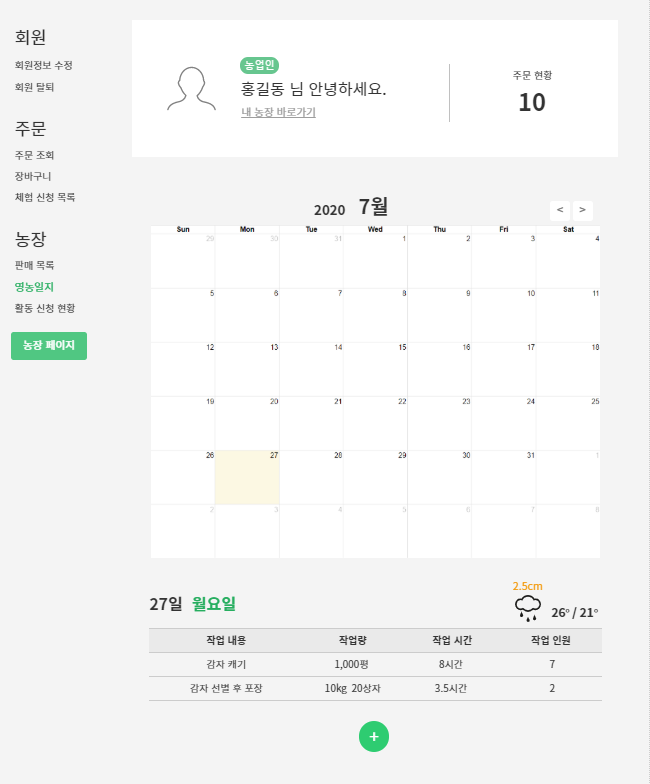 회원
회원정보 수정
회원 탈퇴
주문
주문 조회
장바구니
체험 신청 목록
농장
판매 목록
영농일지
활동 신청 현황
농장 페이지
농업인
홍길동 님 안녕하세요.
내 농장 바로가기
주문 현황
10
2020 7월
< >
Sun Mon Tue Wed Thu Fri Sat
29 30 31 1 2 3 4
5 6 7 8 9 10 11
12 13 14 15 16 17 18
19 20 21 22 23 24 25
26 27 28 29 30 31 1
2 3 4 5 6 7 8
27일 월요일
2.5cm
26° / 21°
작업 내용 작업량 작업 시간 작업 인원
감자 캐기 1,000평 8시간 7
감자 선별 후 포장 10kg 20상자 3.5시간 2
+